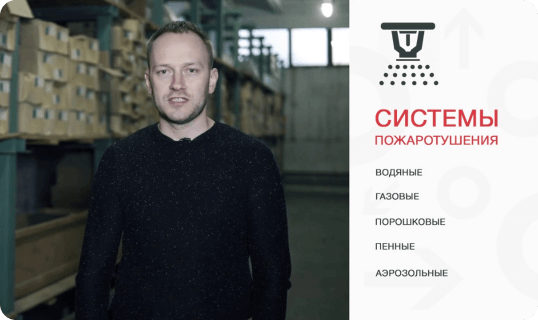 СИСТЕМЫ
ПОЖАРОТУШЕНИЯ
ВОДЯНЫЕ
ГАЗОВЫЕ
ПОРОШКОВЫЕ
ПЕННЫЕ
АЭРОЗОЛЬНЫЕ